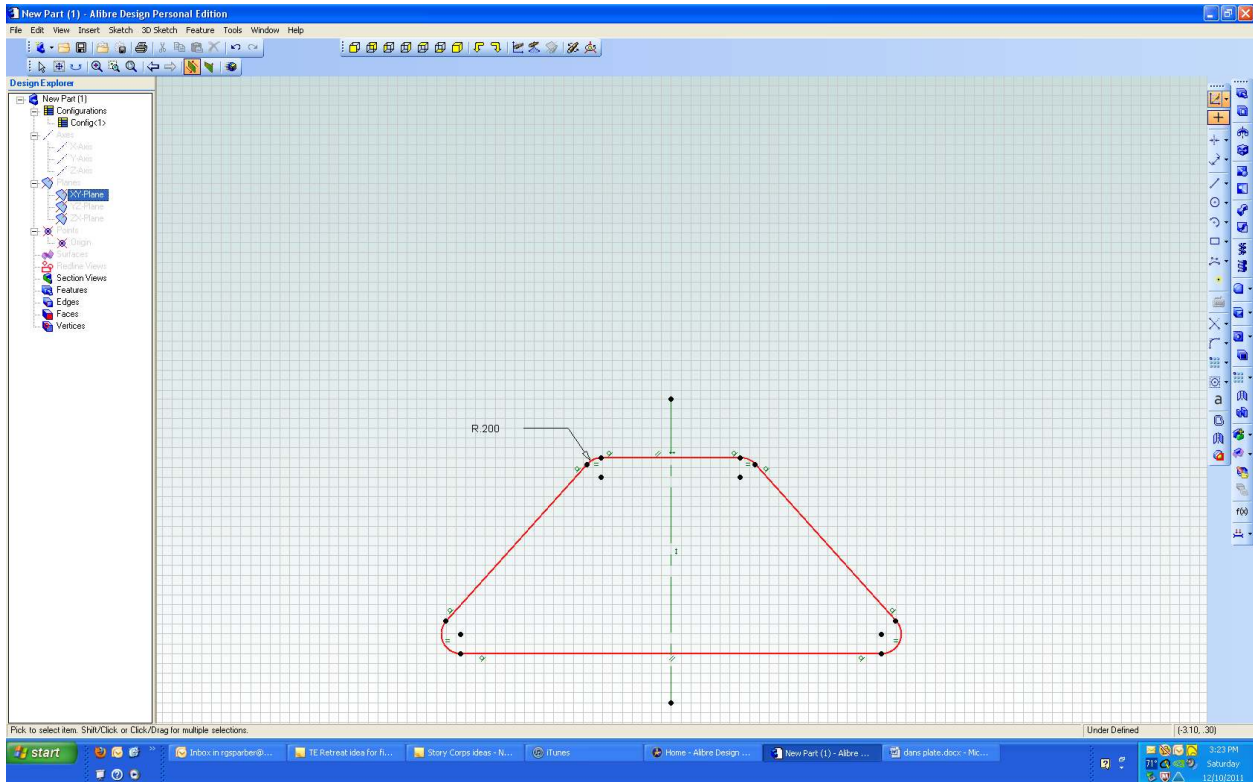 New Part (1) - Alibre Design Personal Edition
File Edit View Insert Sketch 3D Sketch Feature Tools Window Help
Design Explorer
New Part (1)
Configurations
Config<1>
Axes
X-Axis
Y-Axis
Z-Axis
Planes
XY-Plane
YZ-Plane
ZX-Plane
Points
Origin
Surfaces
Redline Views
Section Views
Features
Edges
Faces
Vertices
R.200
a
f(x)
Pick to select item. Shift/Click or Click/Drag for multiple selections.
Under Defined
(-3.10, .30)
start
Inbox in rgsparber@...
TE Retreat idea for fi...
Story Corps ideas - N...
iTunes
Home - Alibre Design ...
New Part (1) - Alibre ...
dans plate.docx - Mic...
3:23 PM
71°
Saturday
12/10/2011